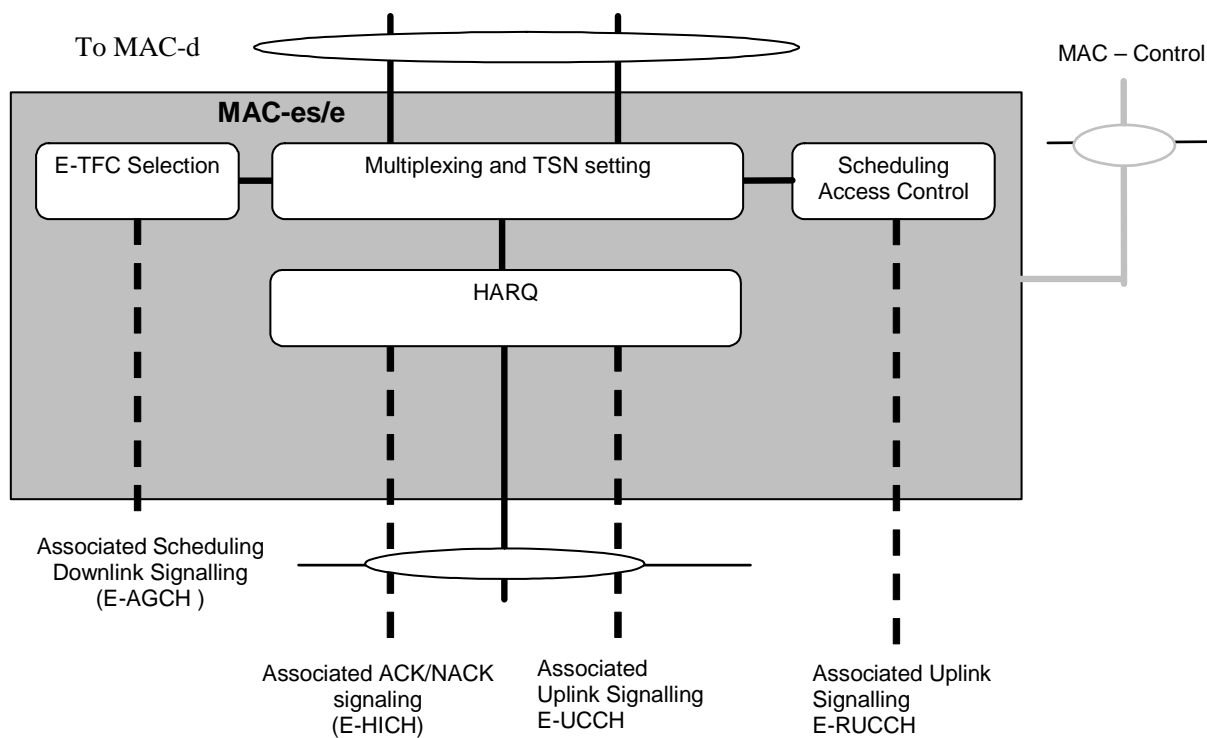 To MAC-d
MAC – Control
MAC-es/e
E-TFC Selection
Multiplexing and TSN setting
Scheduling
Access Control
HARQ
Associated Scheduling
Downlink Signalling
(E-AGCH )
Associated ACK/NACK
signaling
(E-HICH)
Associated
Uplink Signalling
E-UCCH
Associated Uplink
Signalling
E-RUCCH